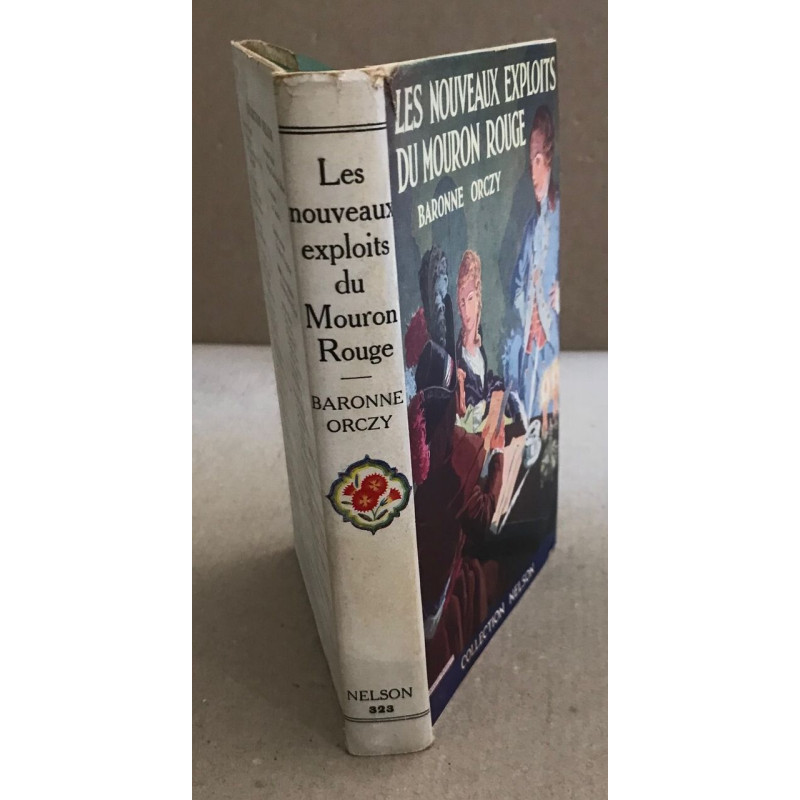 Les
nouveaux
exploits
du
Mouron
Rouge
BARONNE
ORCZY
NELSON
323
LES NOUVEAUX EXPLOITS
DU MOURON ROUGE
BARONNE ORCZY
COLLECTION NELSON